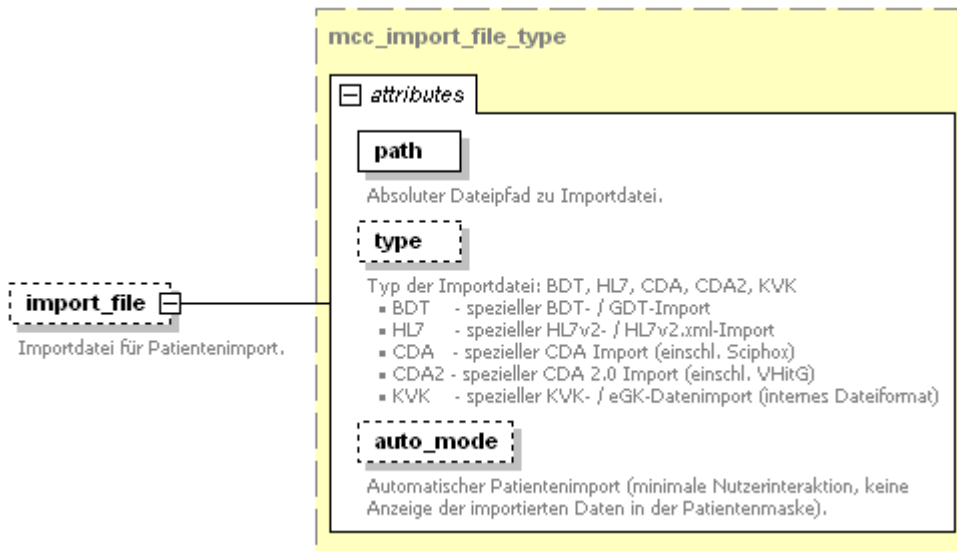 mcc_import_file_type
attributes
path
Absoluter Dateipfad zu Importdatei.
type
Typ der Importdatei: BDT, HL7, CDA, CDA2, KVK
▪ BDT - spezieller BDT- / GDT-Import
▪ HL7 - spezieller HL7v2- / HL7v2.xml-Import
▪ CDA - spezieller CDA Import (einschl. Sciphox)
▪ CDA2 - spezieller CDA 2.0 Import (einschl. VHitG)
▪ KVK - spezieller KVK- / eGK-Datenimport (internes Dateiformat)
import_file
Importdatei für Patientenimport.
auto_mode
Automatischer Patientenimport (minimale Nutzerinteraktion, keine
Anzeige der importierten Daten in der Patientenmaske).